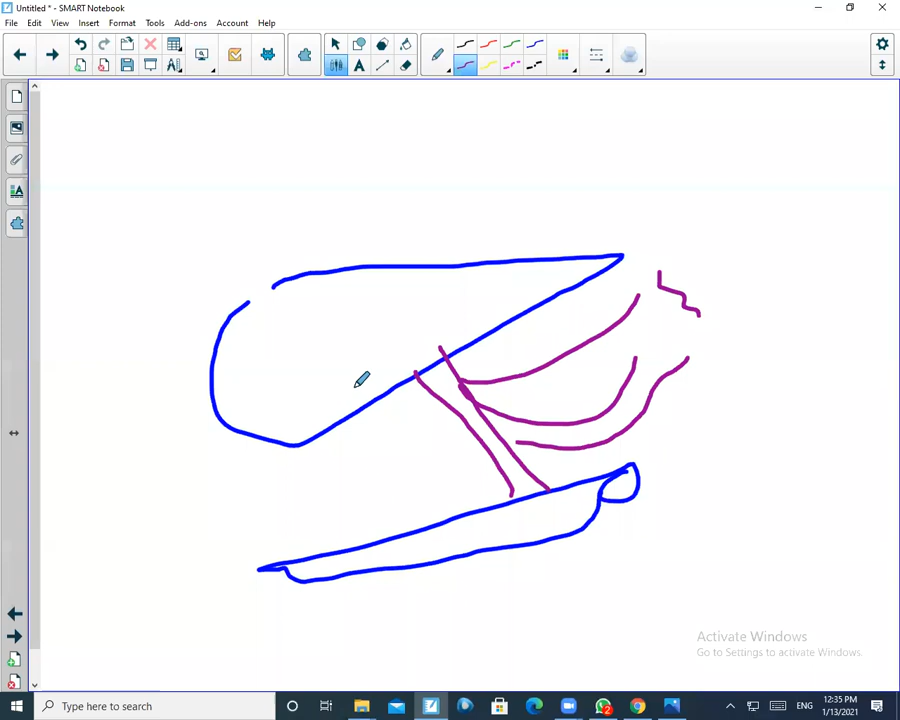 Untitled * - SMART Notebook
File Edit View Insert Format Tools Add-ons Account Help
Activate Windows
Go to Settings to activate Windows.
Type here to search
2
ENG
12:35 PM
1/13/2021